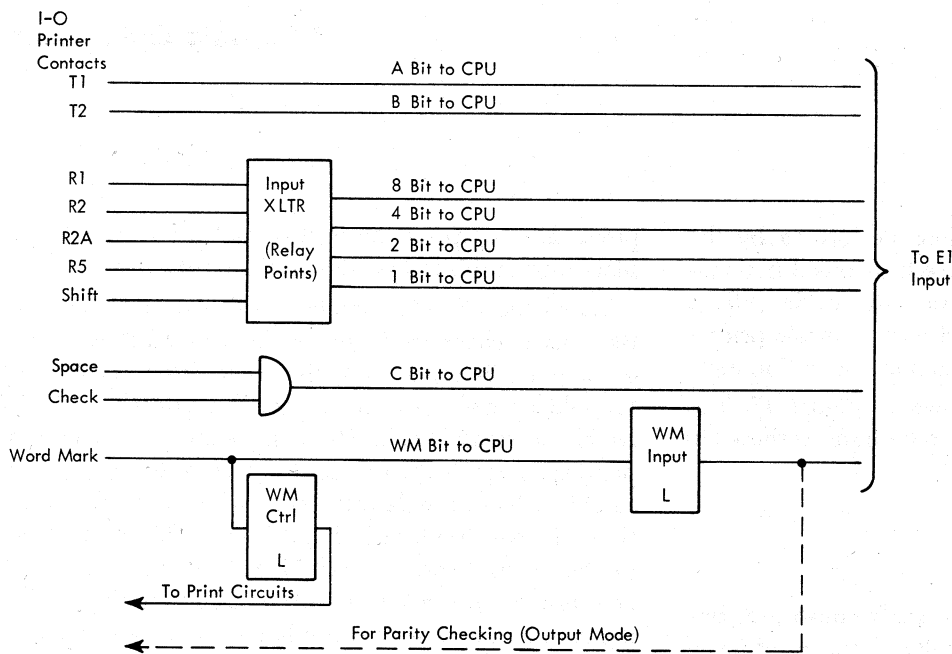 I-O
Printer
Contacts
T1
A Bit to CPU
T2
B Bit to CPU
R1
R2
R2A
R5
Shift
Input
XLTR
(Relay
Points)
8 Bit to CPU
4 Bit to CPU
2 Bit to CPU
1 Bit to CPU
To E1
Input
Space
Check
C Bit to CPU
Word Mark
WM Bit to CPU
WM
Input
L
WM
Ctrl
L
To Print Circuits
For Parity Checking (Output Mode)